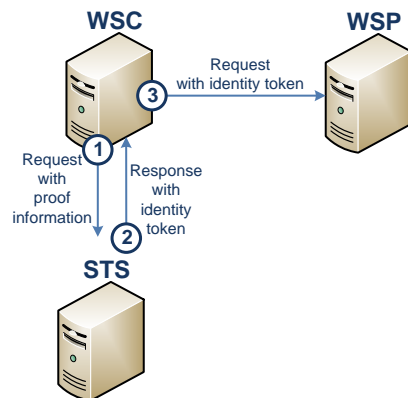 WSC
WSP
Request
with identity token
3
1
Request
with
proof
information
Response
with
identity
token
2
STS